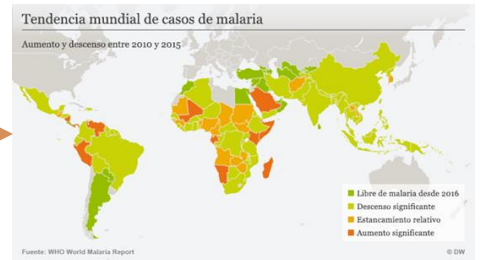 Tendencia mundial de casos de malaria
Aumento y descenso entre 2010 y 2015
Libre de malaria desde 2016
Descenso significante
Estancamiento relativo
Aumento significante
Fuente: WHO World Malaria Report
© DW